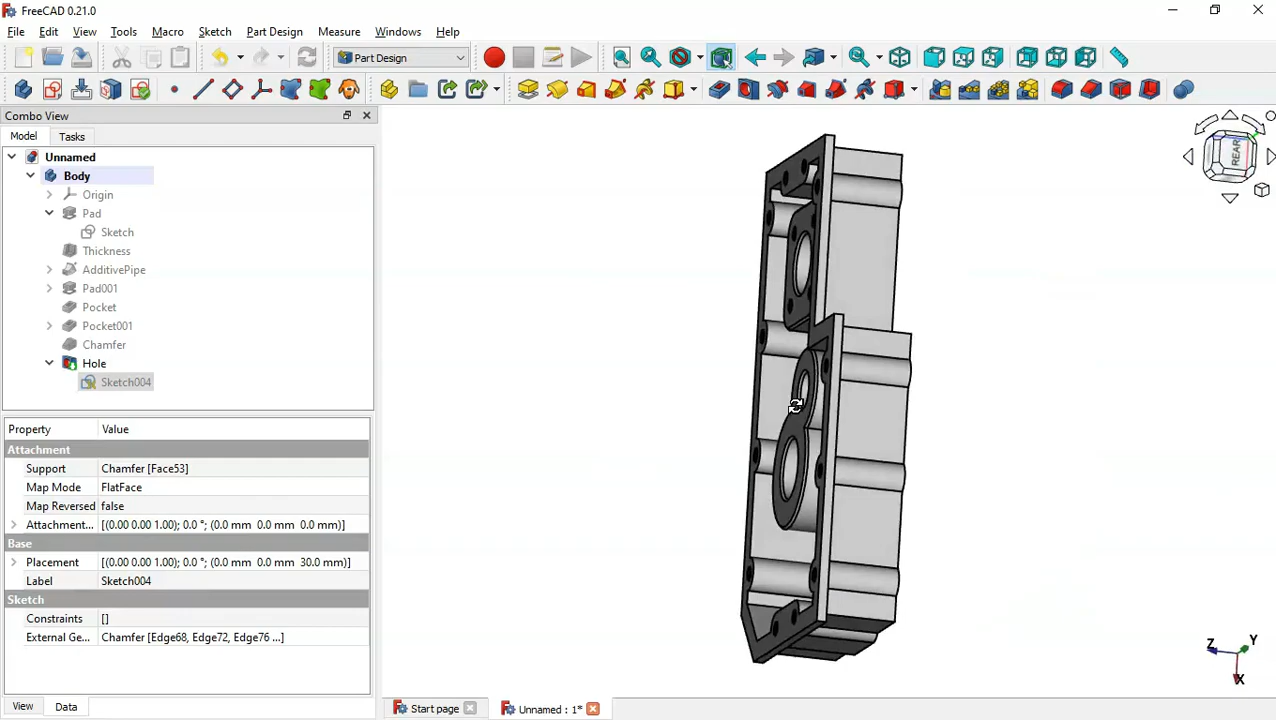 FreeCAD 0.21.0
File Edit View Tools Macro Sketch Part Design Measure Windows Help
Part Design
Combo View
Model Tasks
Unnamed
Body
Origin
Pad
Sketch
Thickness
AdditivePipe
Pad001
Pocket
Pocket001
Chamfer
Hole
Sketch004
Property Value
Attachment
Support Chamfer [Face53]
Map Mode FlatFace
Map Reversed false
Attachment... [(0.00 0.00 1.00); 0.0 °; (0.0 mm 0.0 mm 0.0 mm)]
Base
Placement [(0.00 0.00 1.00); 0.0 °; (0.0 mm 0.0 mm 30.0 mm)]
Label Sketch004
Sketch
Constraints []
External Ge... Chamfer [Edge68, Edge72, Edge76 ...]
View Data
Start page Unnamed : 1*
REAR
Z Y
X